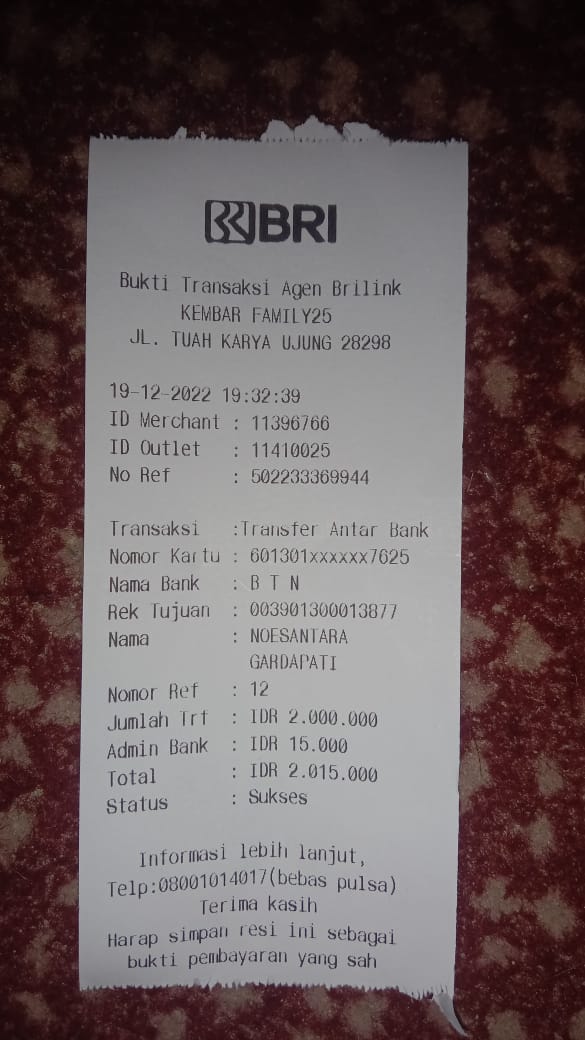 BRI
Bukti Transaksi Agen Brilink
KEMBAR FAMILY25
JL. TUAH KARYA UJUNG 28298
19-12-2022 19:32:39
ID Merchant : 11396766
ID Outlet : 11410025
No Ref : 502233369944
Transaksi :Transfer Antar Bank
Nomor Kartu : 601301xxxxxx7625
Nama Bank : B T N
Rek Tujuan : 003901300013877
Nama : NOESANTARA
GARDAPATI
Nomor Ref : 12
Jumlah Trf : IDR 2.000.000
Admin Bank : IDR 15.000
Total : IDR 2.015.000
Status : Sukses
Informasi lebih lanjut,
Telp:08001014017(bebas pulsa)
Terima kasih
Harap simpan resi ini sebagai
bukti pembayaran yang sah